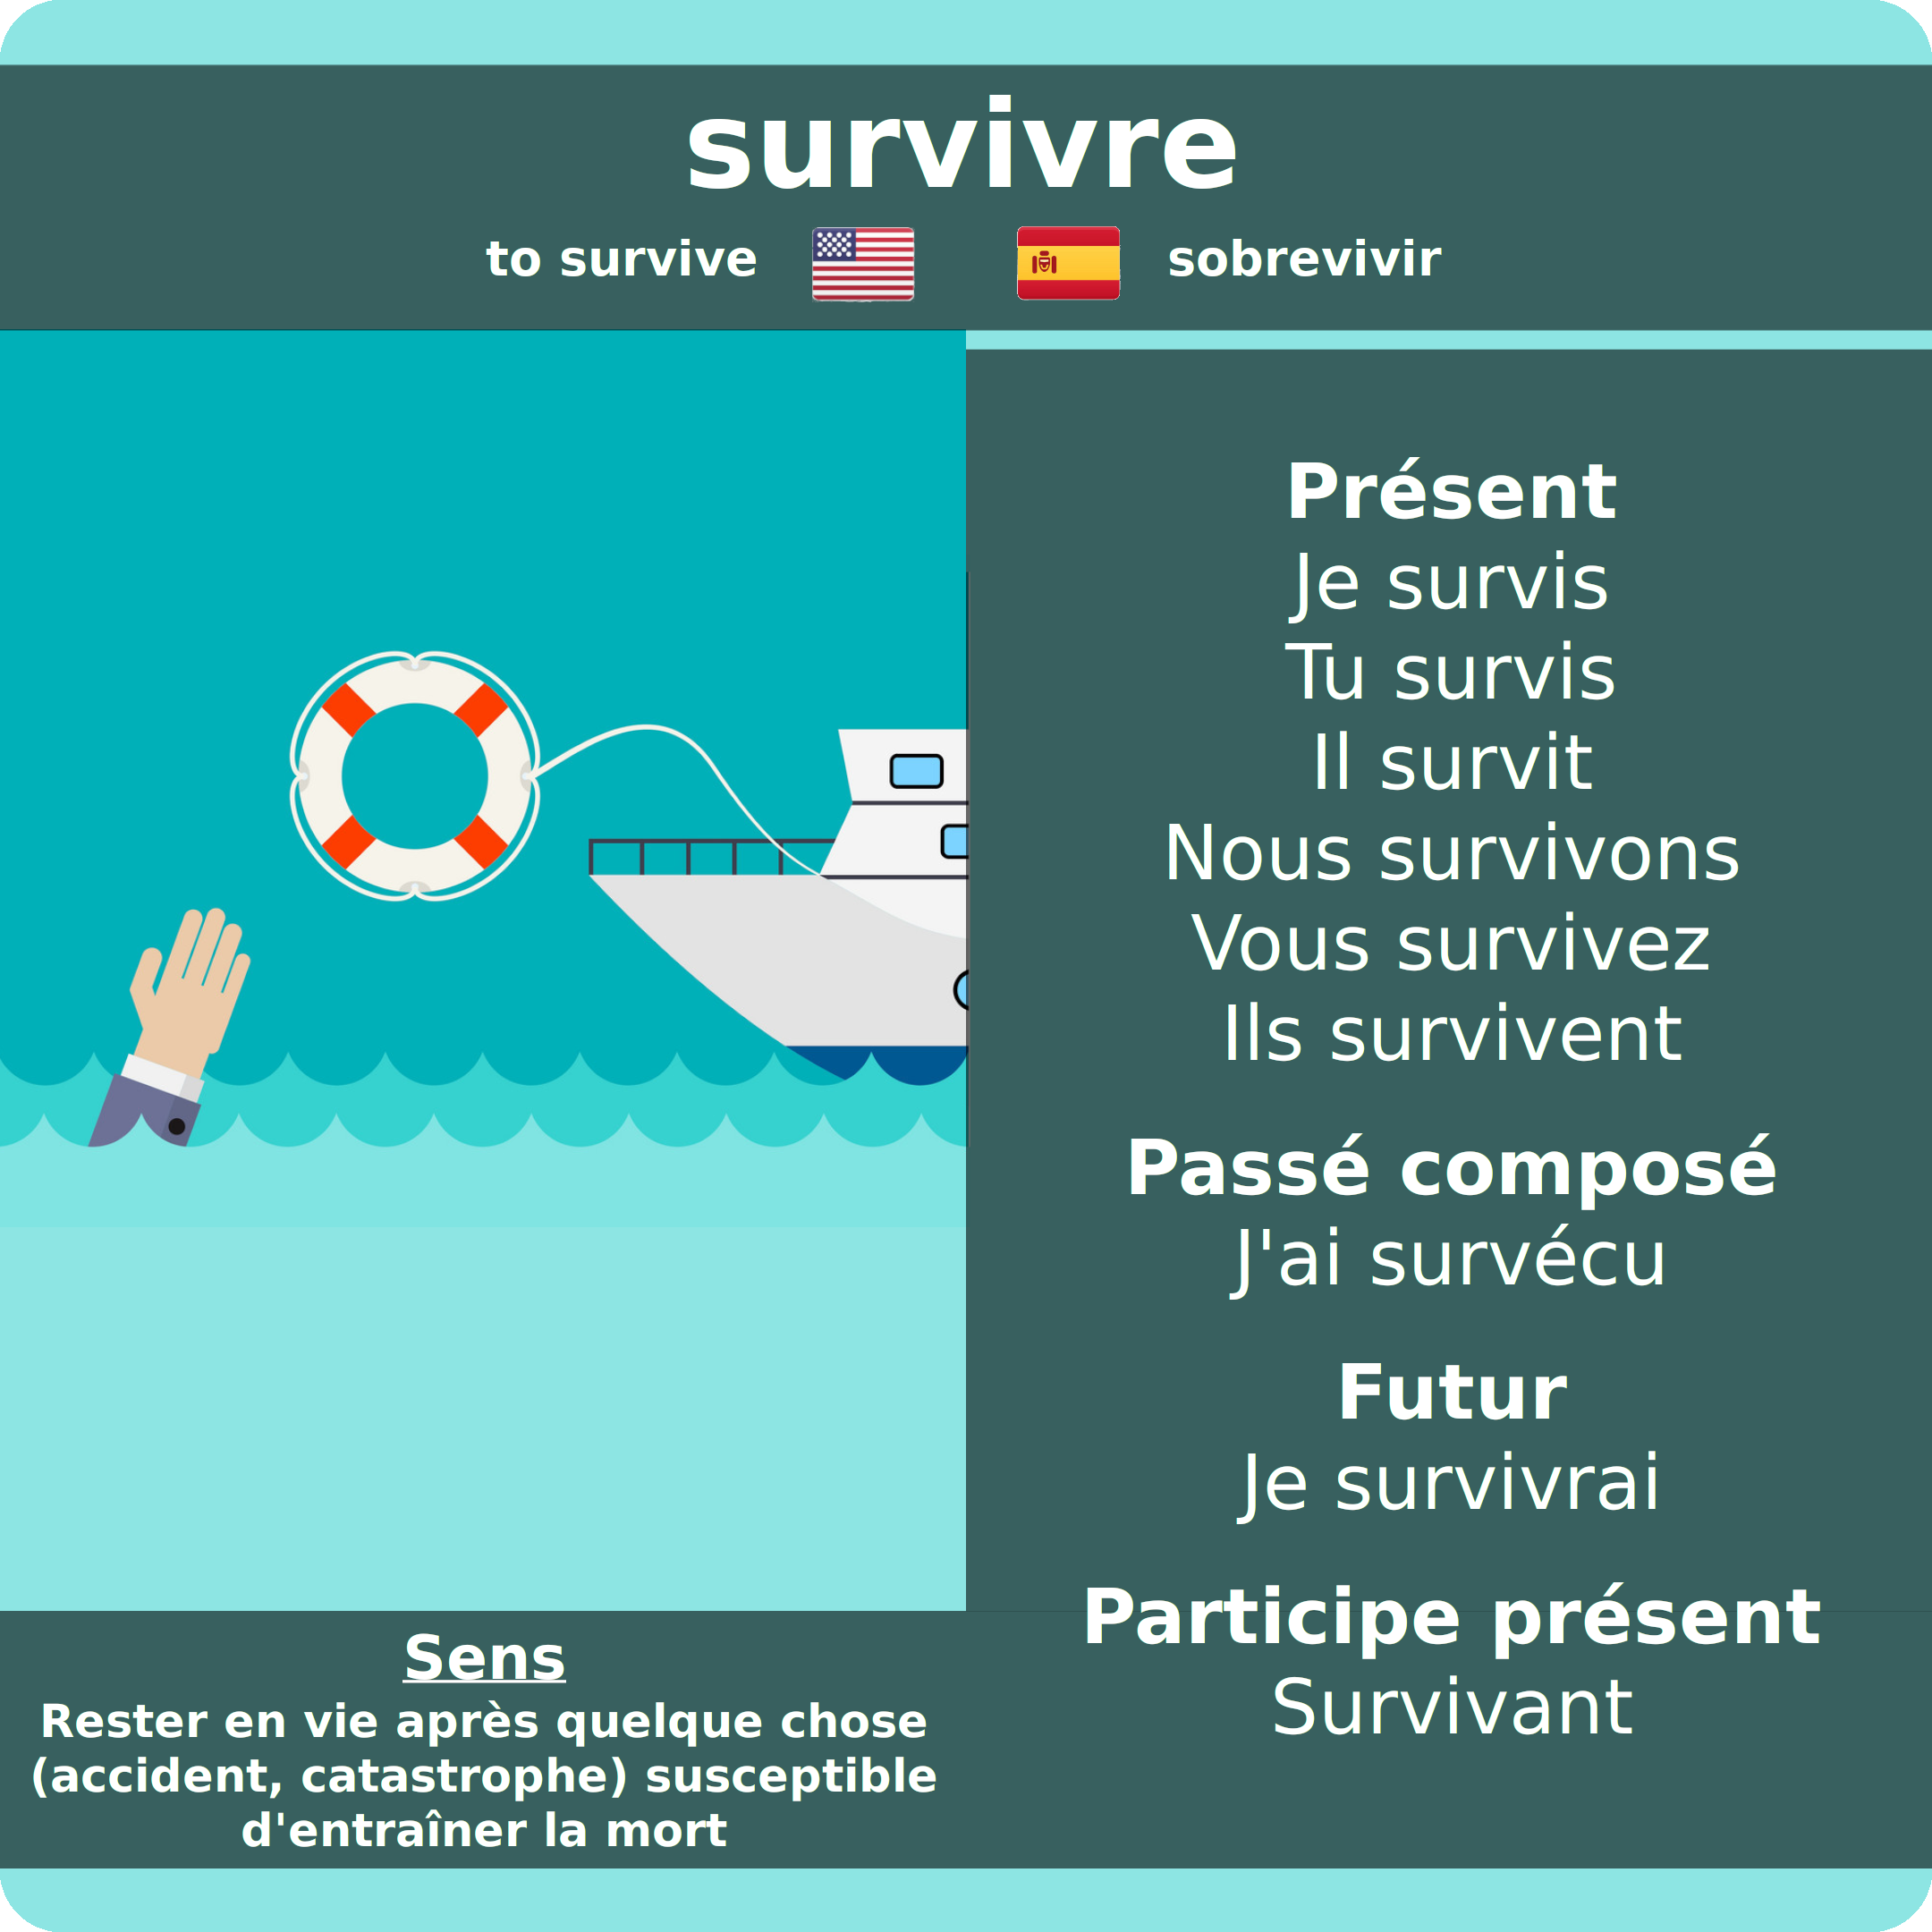 survivre
to survive
sobrevivir
Présent
Je survis
Tu survis
Il survit
Nous survivons
Vous survivez
Ils survivent
Passé composé
J'ai survécu
Futur
Je survivrai
Participe présent
Survivant
Sens
Rester en vie après quelque chose
(accident, catastrophe) susceptible
d'entraîner la mort